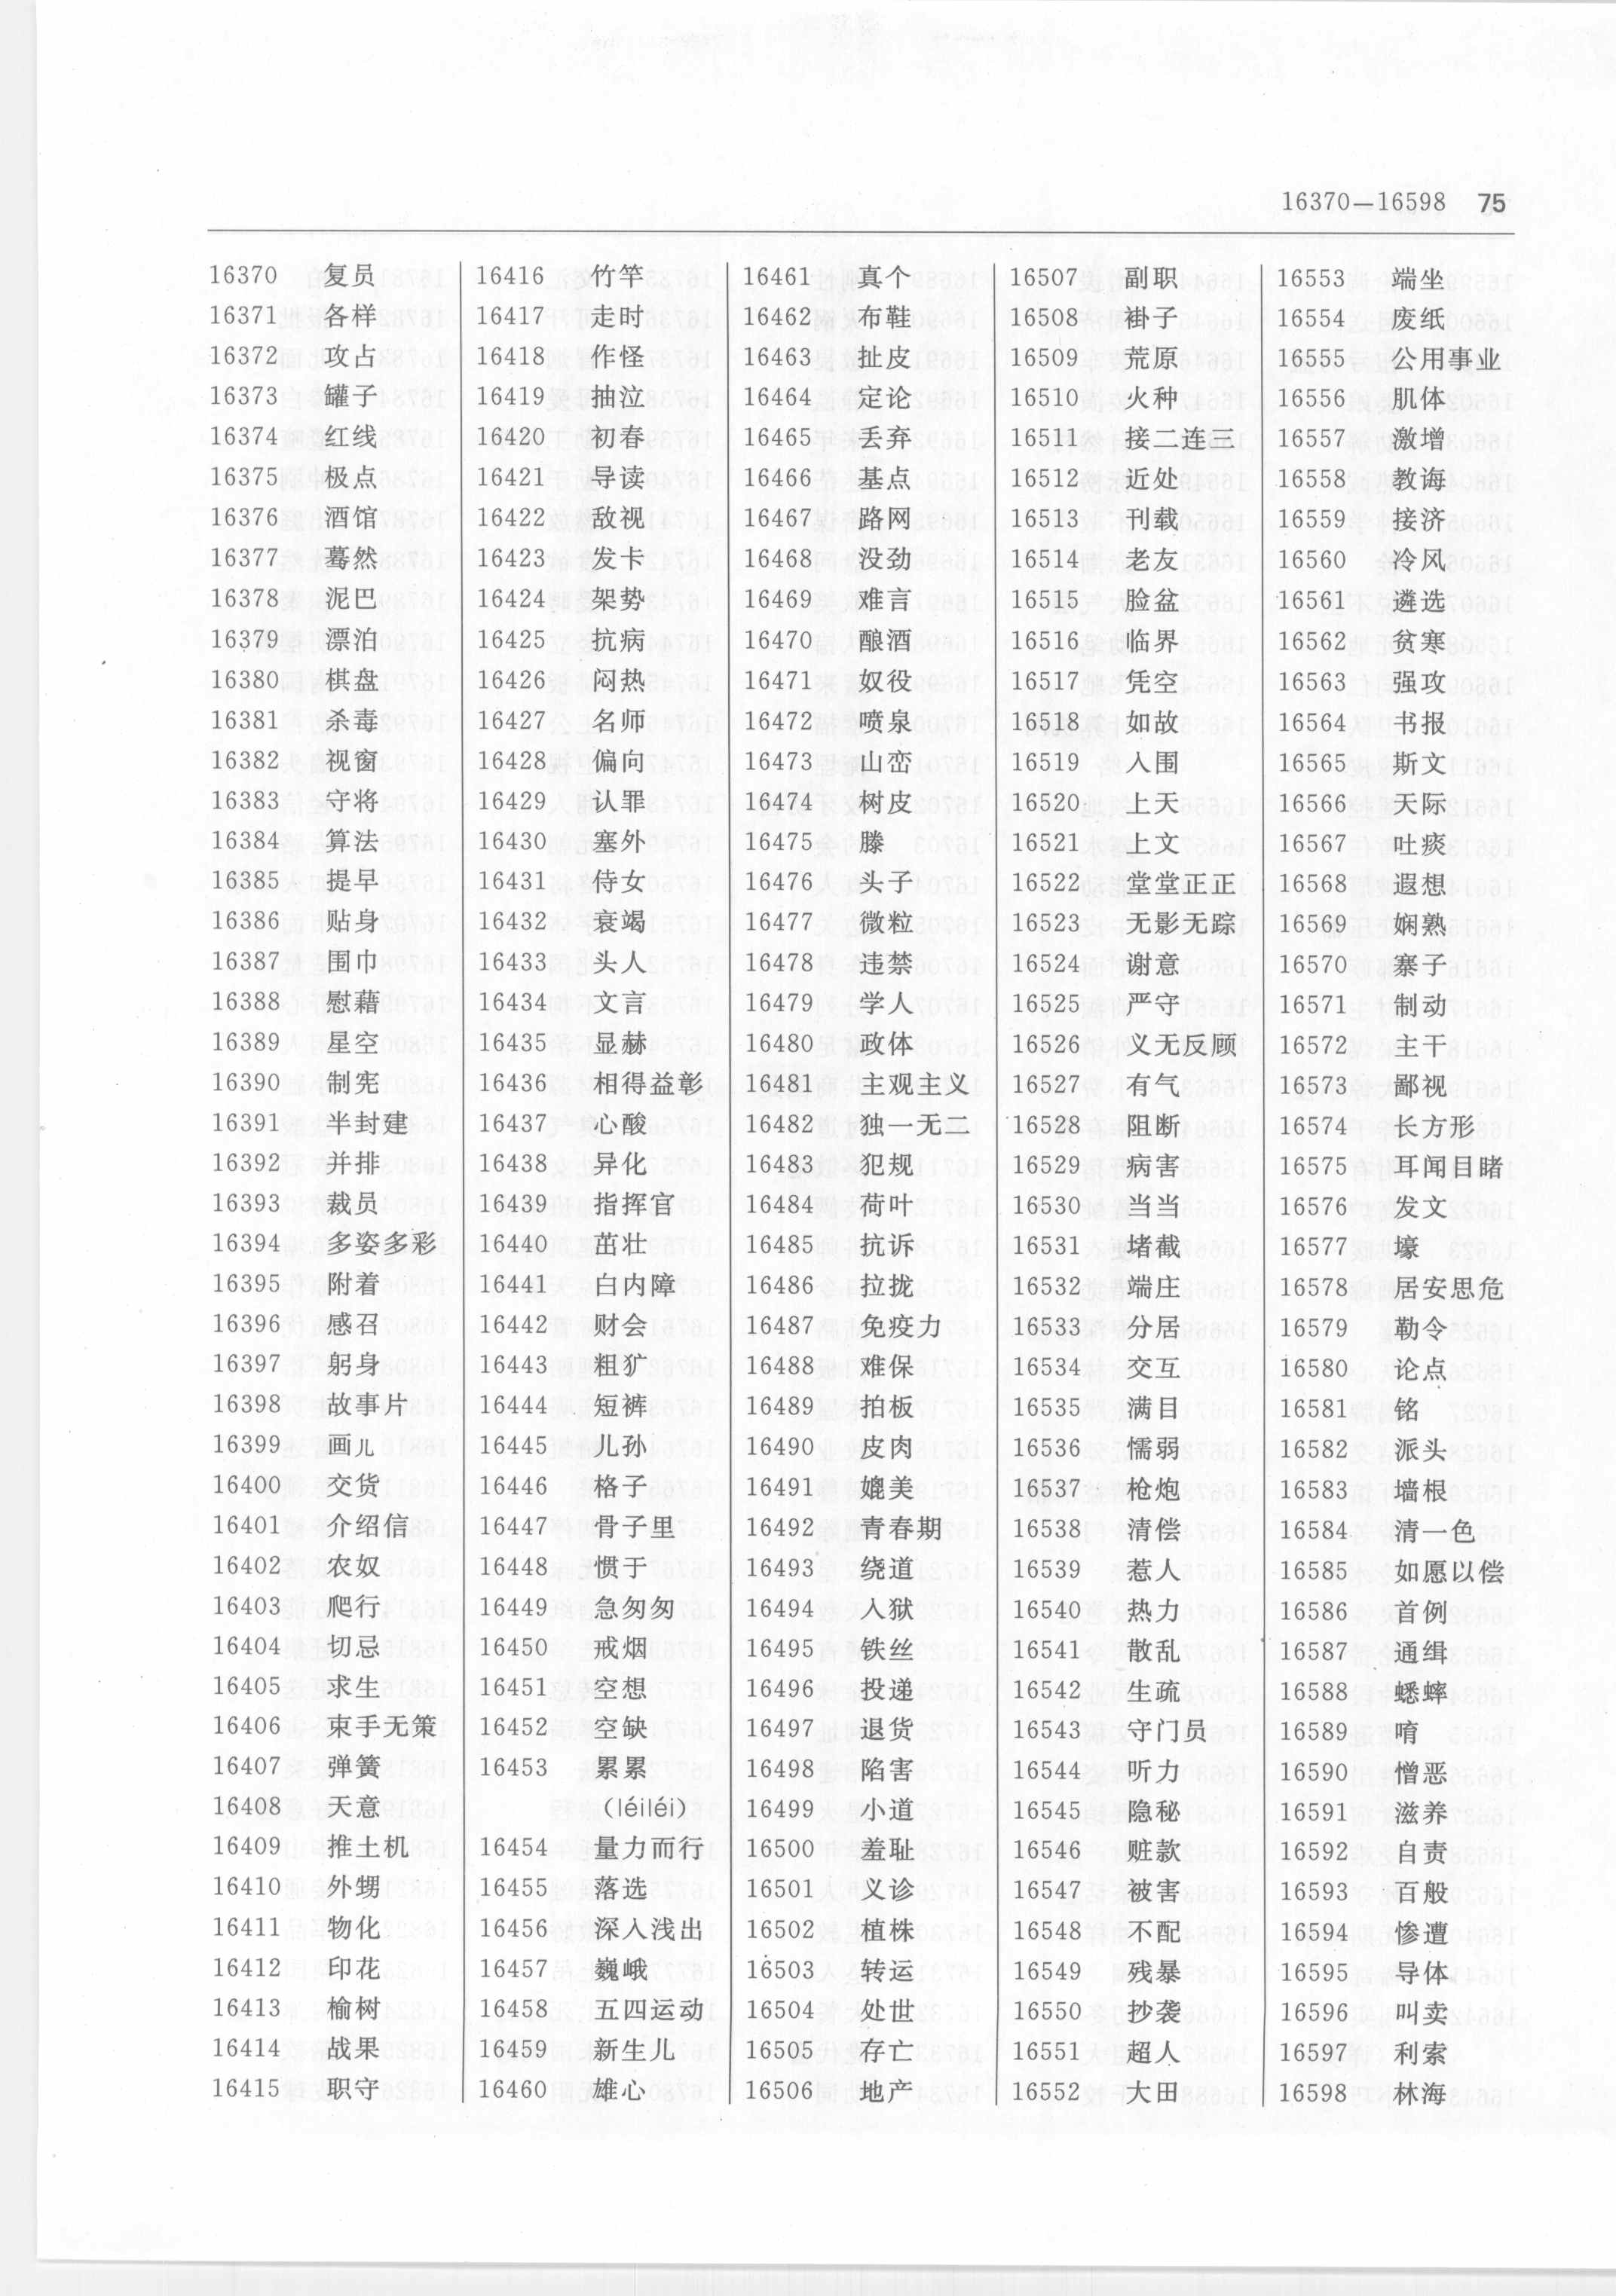 16370—16598 75
16370 复员
16371 各样
16372 攻占
16373 罐子
16374 红线
16375 极点
16376 酒馆
16377 蓦然
16378 泥巴
16379 漂泊
16380 棋盘
16381 杀毒
16382 视窗
16383 守将
16384 算法
16385 提早
16386 贴身
16387 围巾
16388 慰藉
16389 星空
16390 制宪
16391 半封建
16392 并排
16393 裁员
16394 多姿多彩
16395 附着
16396 感召
16397 躬身
16398 故事片
16399 画儿
16400 交货
16401 介绍信
16402 农奴
16403 爬行
16404 切忌
16405 求生
16406 束手无策
16407 弹簧
16408 天意
16409 推土机
16410 外甥
16411 物化
16412 印花
16413 榆树
16414 战果
16415 职守
16416 竹竿
16417 走时
16418 作怪
16419 抽泣
16420 初春
16421 导读
16422 敌视
16423 发卡
16424 架势
16425 抗病
16426 闷热
16427 名师
16428 偏向
16429 认罪
16430 塞外
16431 侍女
16432 衰竭
16433 头人
16434 文言
16435 显赫
16436 相得益彰
16437 心酸
16438 异化
16439 指挥官
16440 茁壮
16441 白内障
16442 财会
16443 粗犷
16444 短裤
16445 儿孙
16446 格子
16447 骨子里
16448 惯于
16449 急匆匆
16450 戒烟
16451 空想
16452 空缺
16453 累累
(léiléi)
16454 量力而行
16455 落选
16456 深入浅出
16457 巍峨
16458 五四运动
16459 新生儿
16460 雄心
16461 真个
16462 布鞋
16463 扯皮
16464 定论
16465 丢弃
16466 基点
16467 路网
16468 没劲
16469 难言
16470 酿酒
16471 奴役
16472 喷泉
16473 山峦
16474 树皮
16475 滕
16476 头子
16477 微粒
16478 违禁
16479 学人
16480 政体
16481 主观主义
16482 独一无二
16483 犯规
16484 荷叶
16485 抗诉
16486 拉拢
16487 免疫力
16488 难保
16489 拍板
16490 皮肉
16491 媲美
16492 青春期
16493 绕道
16494 入狱
16495 铁丝
16496 投递
16497 退货
16498 陷害
16499 小道
16500 羞耻
16501 义诊
16502 植株
16503 转运
16504 处世
16505 存亡
16506 地产
16507 副职
16508 褂子
16509 荒原
16510 火种
16511 接二连三
16512 近处
16513 刊载
16514 老友
16515 脸盆
16516 临界
16517 凭空
16518 如故
16519 入围
16520 上天
16521 上文
16522 堂堂正正
16523 无影无踪
16524 谢意
16525 严守
16526 义无反顾
16527 有气
16528 阻断
16529 病害
16530 当当
16531 堵截
16532 端庄
16533 分居
16534 交互
16535 满目
16536 懦弱
16537 枪炮
16538 清偿
16539 惹人
16540 热力
16541 散乱
16542 生疏
16543 守门员
16544 听力
16545 隐秘
16546 赃款
16547 被害
16548 不配
16549 残暴
16550 抄袭
16551 超人
16552 大田
16553 端坐
16554 废纸
16555 公用事业
16556 肌体
16557 激增
16558 教诲
16559 接济
16560 冷风
16561 遴选
16562 贫寒
16563 强攻
16564 书报
16565 斯文
16566 天际
16567 吐痰
16568 遐想
16569 娴熟
16570 寨子
16571 制动
16572 主干
16573 鄙视
16574 长方形
16575 耳闻目睹
16576 发文
16577 壕
16578 居安思危
16579 勒令
16580 论点
16581 铭
16582 派头
16583 墙根
16584 清一色
16585 如愿以偿
16586 首例
16587 通缉
16588 蟋蟀
16589 唷
16590 憎恶
16591 滋养
16592 自责
16593 百般
16594 惨遭
16595 导体
16596 叫卖
16597 利索
16598 林海